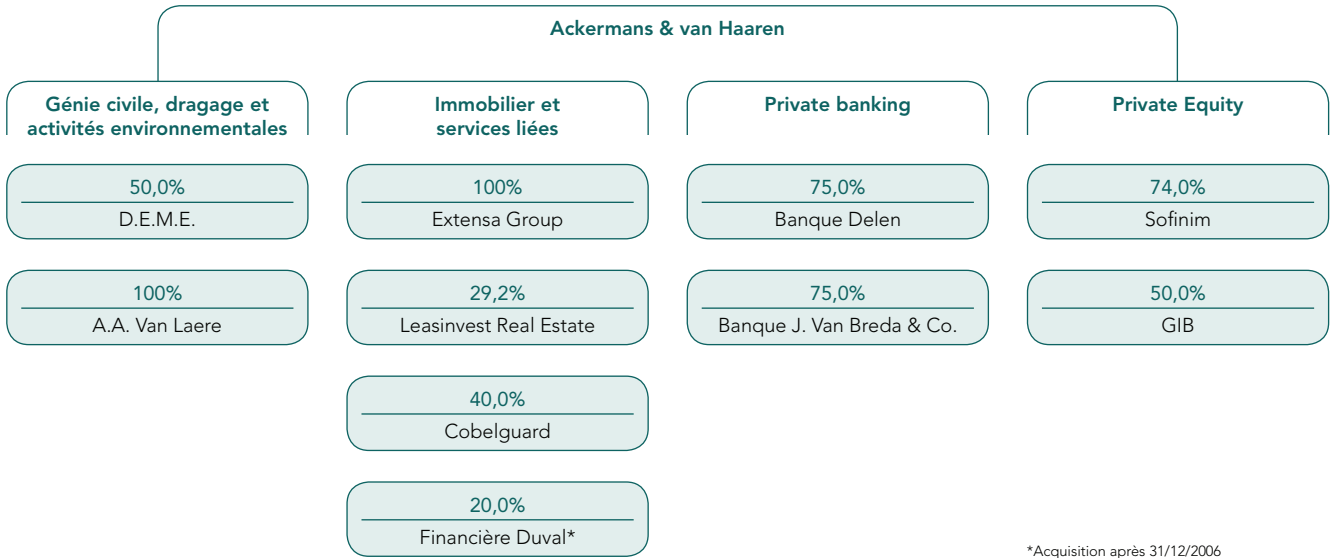 Ackermans & van Haaren
Génie civile, dragage et
activités environnementales
50,0%
D.E.M.E.
100%
A.A. Van Laere
Immobilier et
services liées
100%
Extensa Group
29,2%
Leasinvest Real Estate
40,0%
Cobelguard
20,0%
Financière Duval*
Private banking
75,0%
Banque Delen
75,0%
Banque J. Van Breda & Co.
Private Equity
74,0%
Sofinim
50,0%
GIB
*Acquisition après 31/12/2006